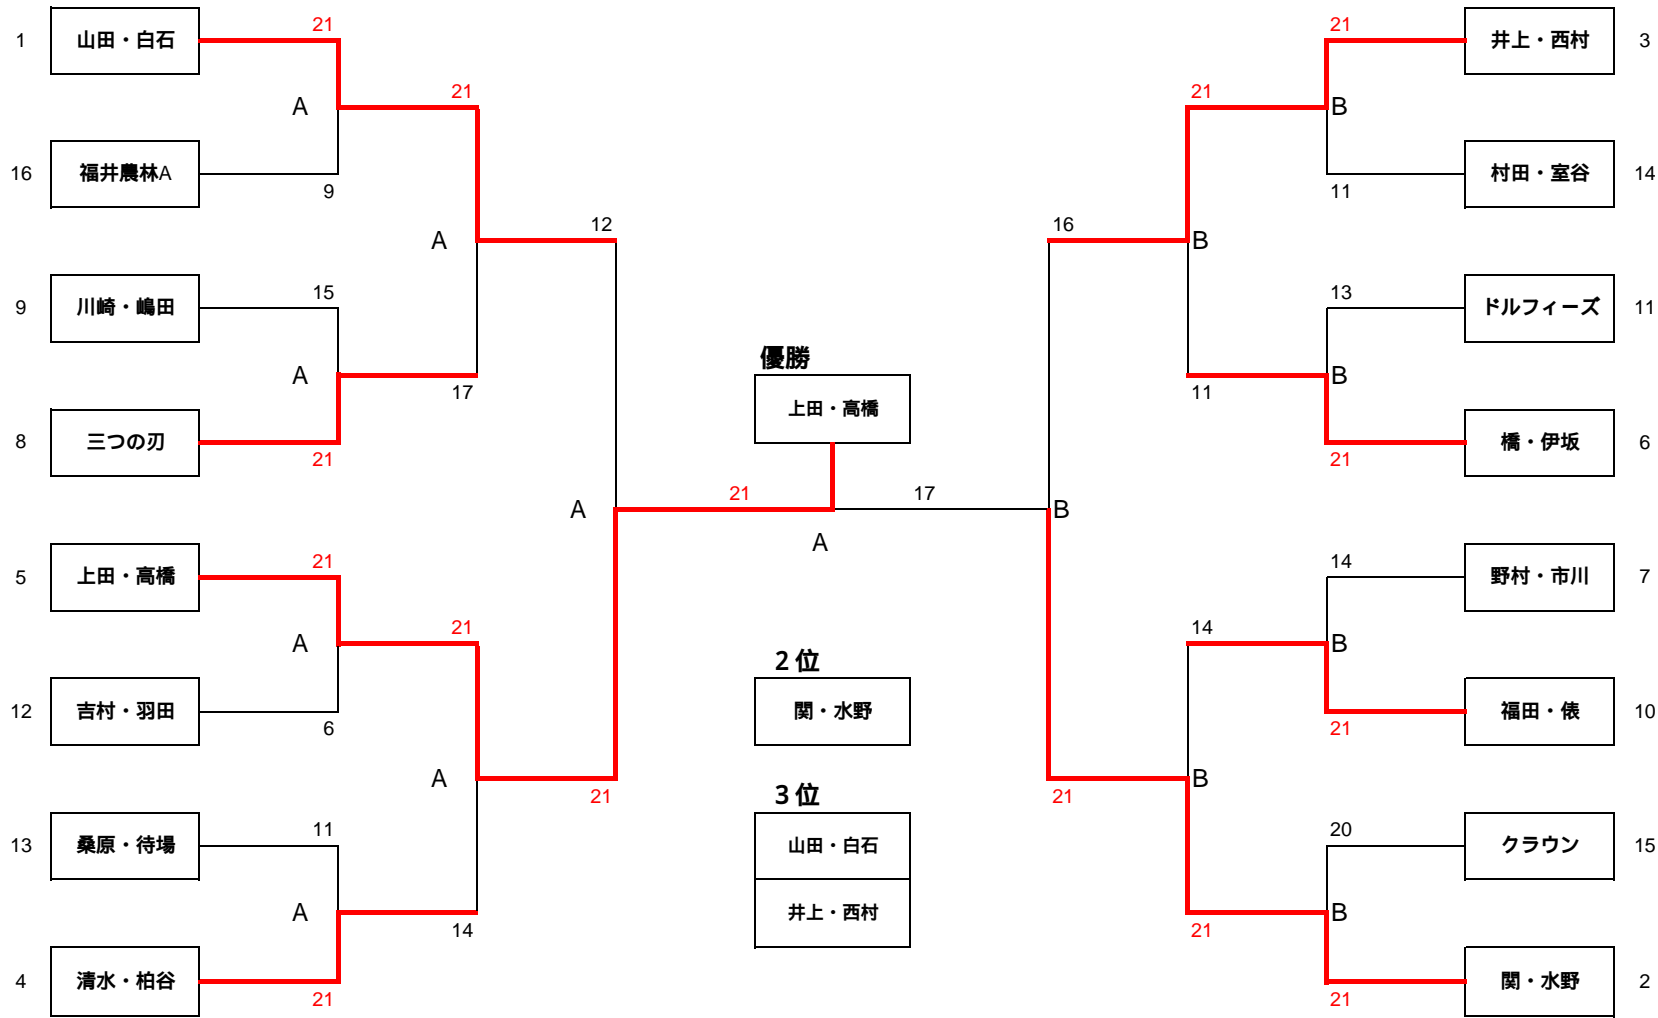 21
1 山田・白石
21
A
16 福井農林A
9
A
12
9 川崎・嶋田
15
A
17
8 三つの刃
21
A
5 上田・高橋
21
21
A
12 吉村・羽田
6
A
21
13 桑原・待場
11
A
14
4 清水・柏谷
21
優勝
上田・高橋
21
17
A
2位
関・水野
3位
山田・白石
井上・西村
21
井上・西村 3
21
B
村田・室谷 14
11
16
B
13
ドルフィーズ 11
B
11
橋・伊坂 6
21
B
14
野村・市川 7
14
B
福田・俵 10
21
B
21
20
クラウン 15
B
21
関・水野 2
21